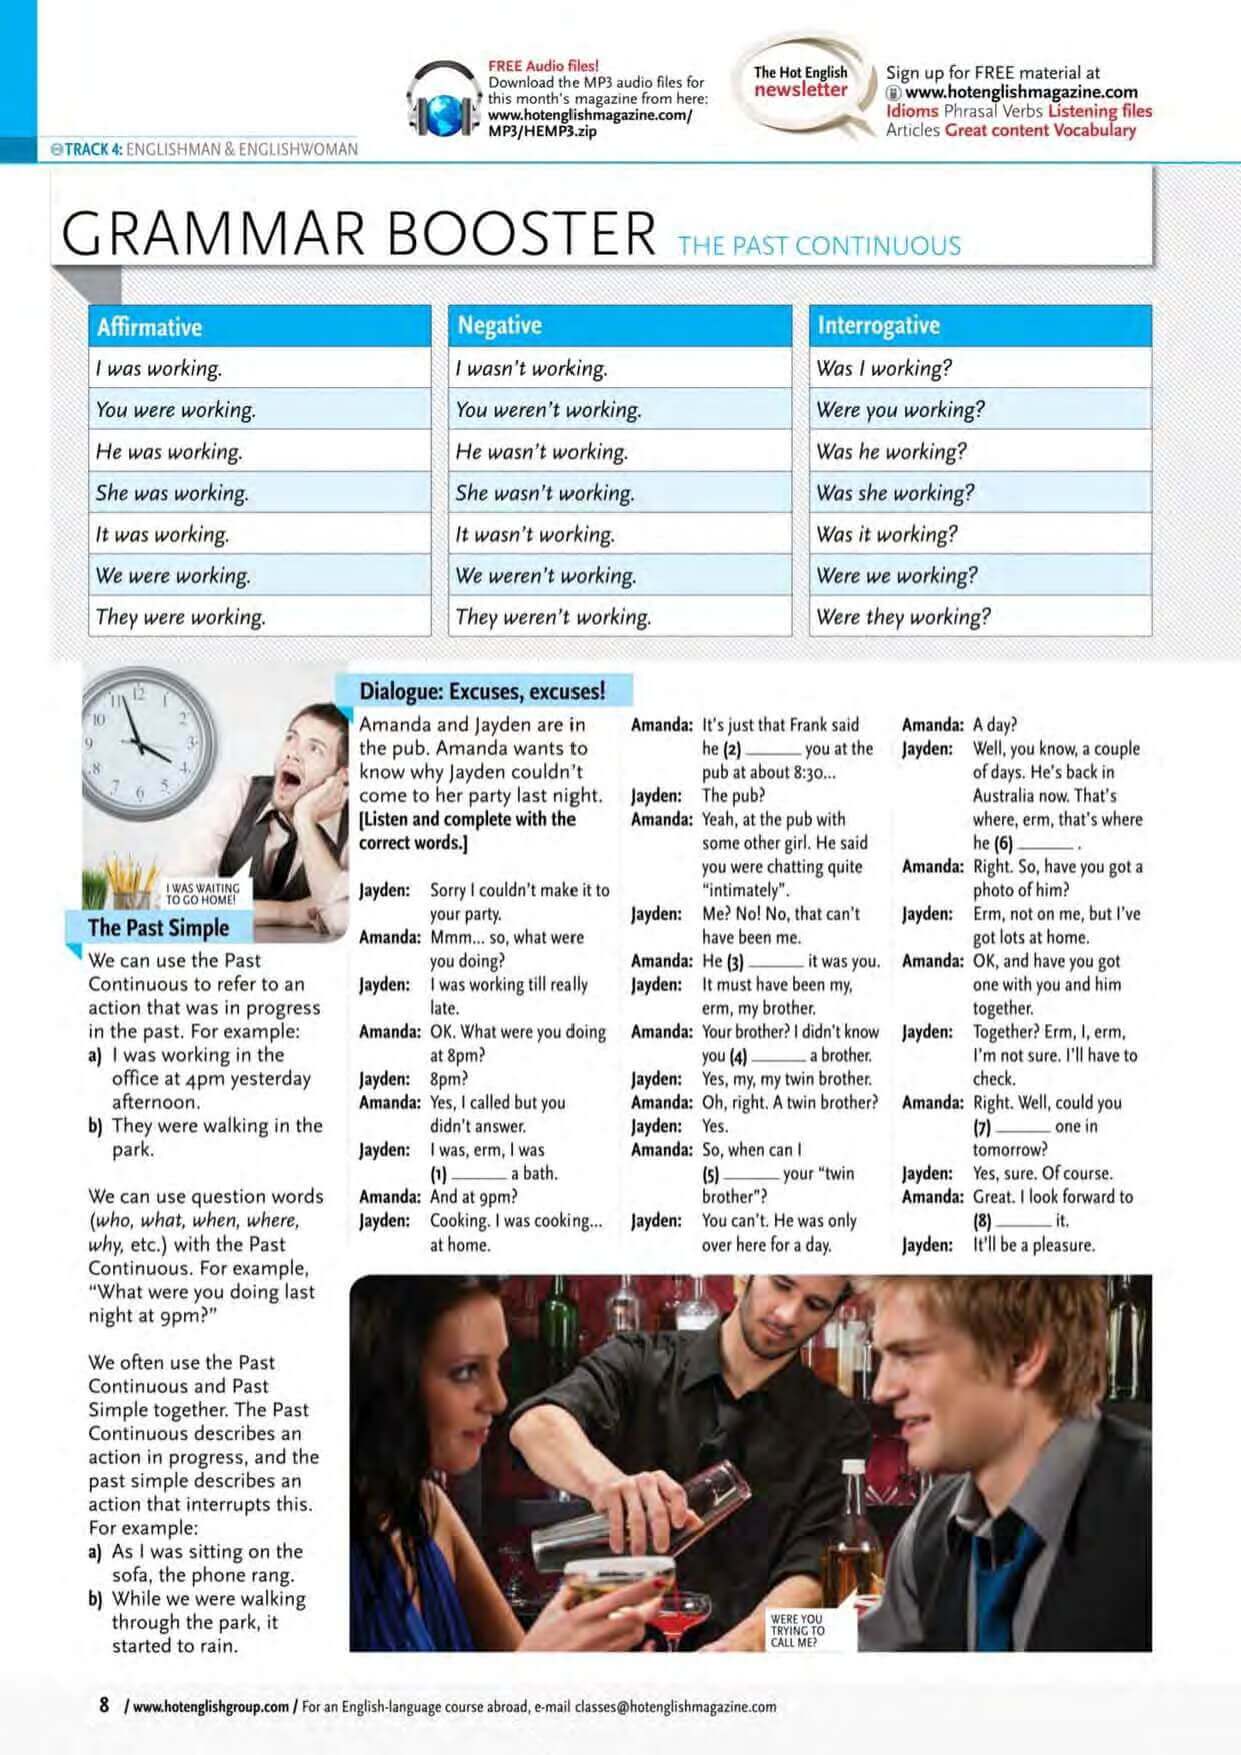 FREE Audio files!
Download the MP3 audio files for
this month's magazine from here:
www.hotenglishmagazine.com/
MP3/HEMP3.zip
The Hot English
newsletter
Sign up for FREE material at
www.hotenglishmagazine.com
Idioms Phrasal Verbs Listening files
Articles Great content Vocabulary
TRACK 4: ENGLISHMAN & ENGLISHWOMAN
GRAMMAR BOOSTER THE PAST CONTINUOUS
Affirmative
I was working.
You were working.
He was working.
She was working.
It was working.
We were working.
They were working.
Negative
I wasn't working.
You weren't working.
He wasn't working.
She wasn't working.
It wasn't working.
We weren't working.
They weren't working.
Interrogative
Was I working?
Were you working?
Was he working?
Was she working?
Was it working?
Were we working?
Were they working?
11 12 1
10 2
9 3
8 4
7 6 5
I WAS WAITING
TO GO HOME!
The Past Simple
We can use the Past
Continuous to refer to an
action that was in progress
in the past. For example:
a) I was working in the
office at 4pm yesterday
afternoon.
b) They were walking in the
park.
We can use question words
(who, what, when, where,
why, etc.) with the Past
Continuous. For example,
"What were you doing last
night at 9pm?"
We often use the Past
Continuous and Past
Simple together. The Past
Continuous describes an
action in progress, and the
past simple describes an
action that interrupts this.
For example:
a) As I was sitting on the
sofa, the phone rang.
b) While we were walking
through the park, it
started to rain.
Dialogue: Excuses, excuses!
Amanda and Jayden are in
the pub. Amanda wants to
know why Jayden couldn't
come to her party last night.
[Listen and complete with the
correct words.]
Jayden: Sorry I couldn't make it to
your party.
Amanda: Mmm... so, what were
you doing?
Jayden: I was working till really
late.
Amanda: OK. What were you doing
at 8pm?
Jayden: 8pm?
Amanda: Yes, I called but you
didn't answer.
Jayden: I was, erm, I was
(1) ______ a bath.
Amanda: And at 9pm?
Jayden: Cooking. I was cooking...
at home.
Amanda: It's just that Frank said
he (2) ______ you at the
pub at about 8:30...
Jayden: The pub?
Amanda: Yeah, at the pub with
some other girl. He said
you were chatting quite
"intimately".
Jayden: Me? No! No, that can't
have been me.
Amanda: He (3) ______ it was you.
Jayden: It must have been my,
erm, my brother.
Amanda: Your brother? I didn't know
you (4) ______ a brother.
Jayden: Yes, my, my twin brother.
Amanda: Oh, right. A twin brother?
Jayden: Yes.
Amanda: So, when can I
(5) ______ your "twin
brother"?
Jayden: You can't. He was only
over here for a day.
Amanda: A day?
Jayden: Well, you know, a couple
of days. He's back in
Australia now. That's
where, erm, that's where
he (6) ______ .
Amanda: Right. So, have you got a
photo of him?
Jayden: Erm, not on me, but I've
got lots at home.
Amanda: OK, and have you got
one with you and him
together.
Jayden: Together? Erm, I, erm,
I'm not sure. I'll have to
check.
Amanda: Right. Well, could you
(7) ______ one in
tomorrow?
Jayden: Yes, sure. Of course.
Amanda: Great. I look forward to
(8) ______ it.
Jayden: It'll be a pleasure.
WERE YOU
TRYING TO
CALL ME?
8 / www.hotenglishgroup.com / For an English-language course abroad, e-mail classes@hotenglishmagazine.com